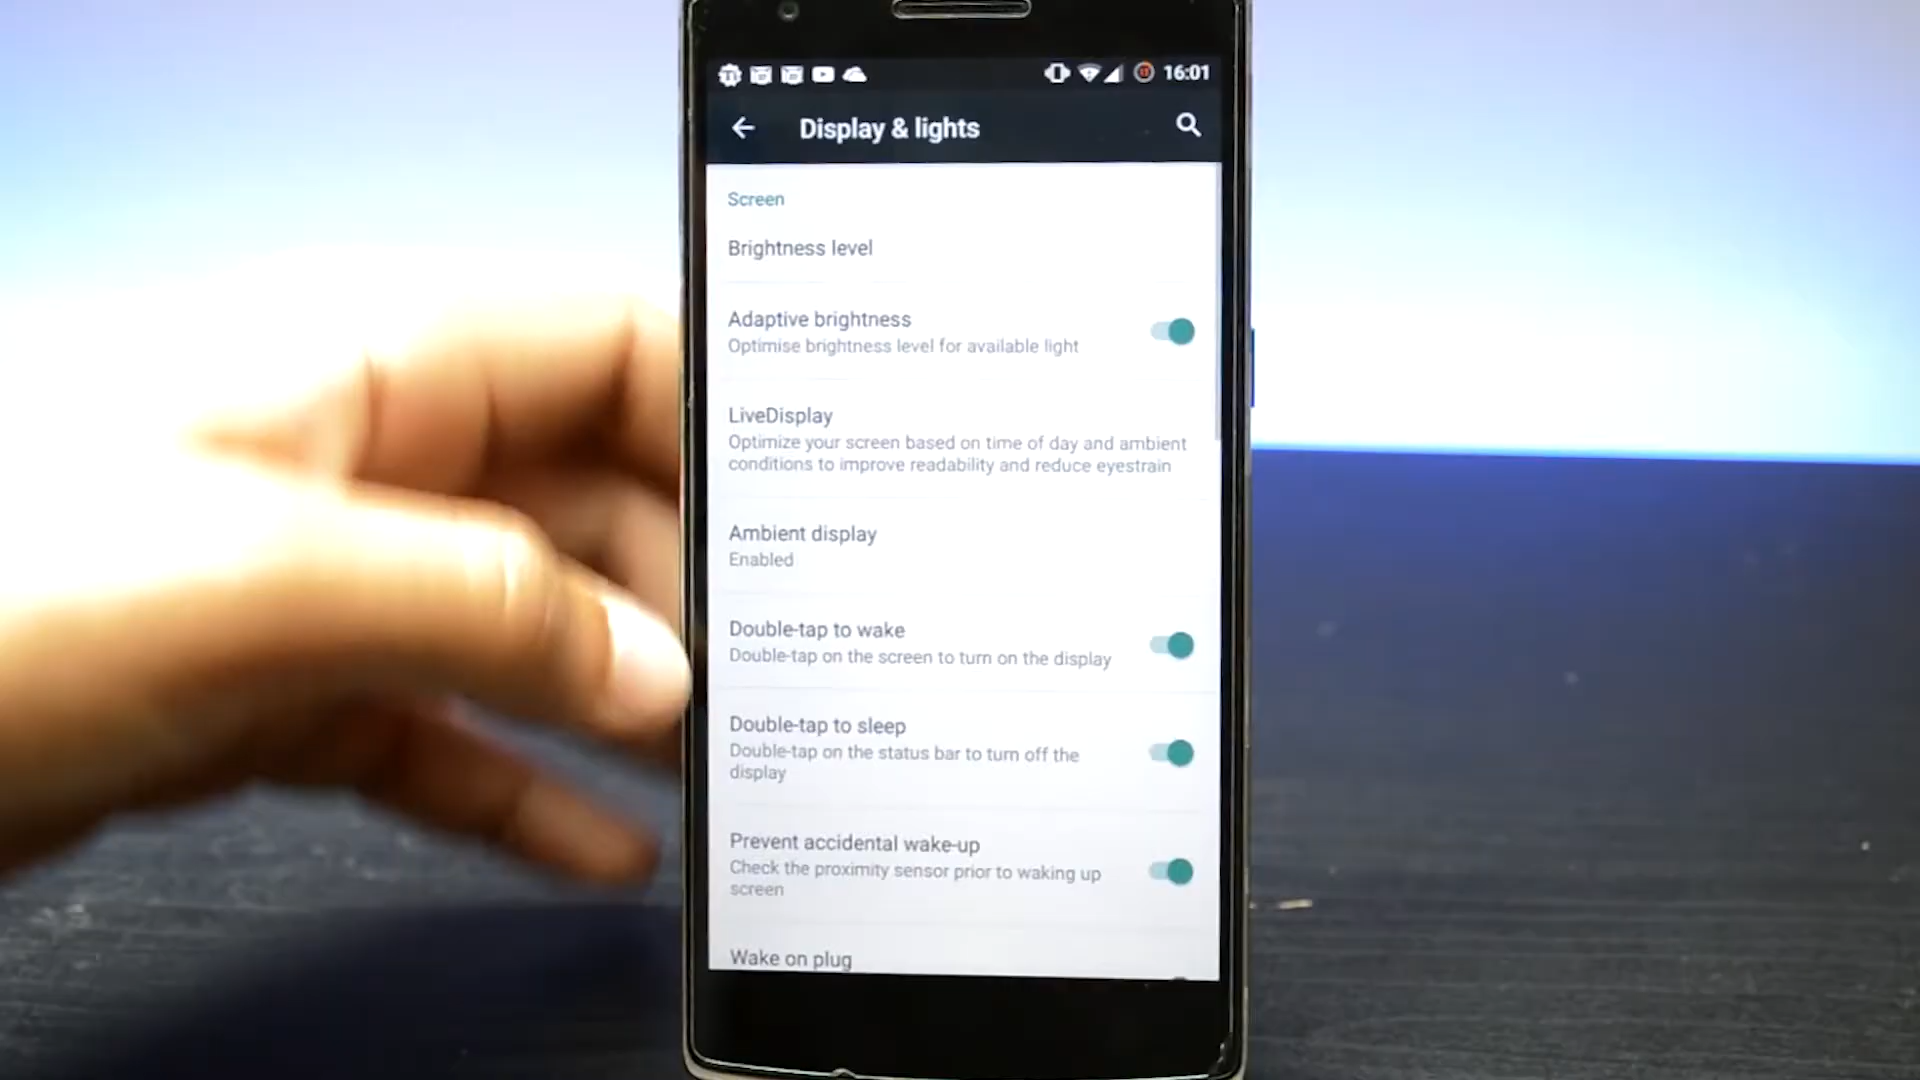 16:01
Display & lights
Screen
Brightness level
Adaptive brightness
Optimise brightness level for available light
LiveDisplay
Optimize your screen based on time of day and ambient
conditions to improve readability and reduce eyestrain
Ambient display
Enabled
Double-tap to wake
Double-tap on the screen to turn on the display
Double-tap to sleep
Double-tap on the status bar to turn off the
display
Prevent accidental wake-up
Check the proximity sensor prior to waking up
screen
Wake on plug